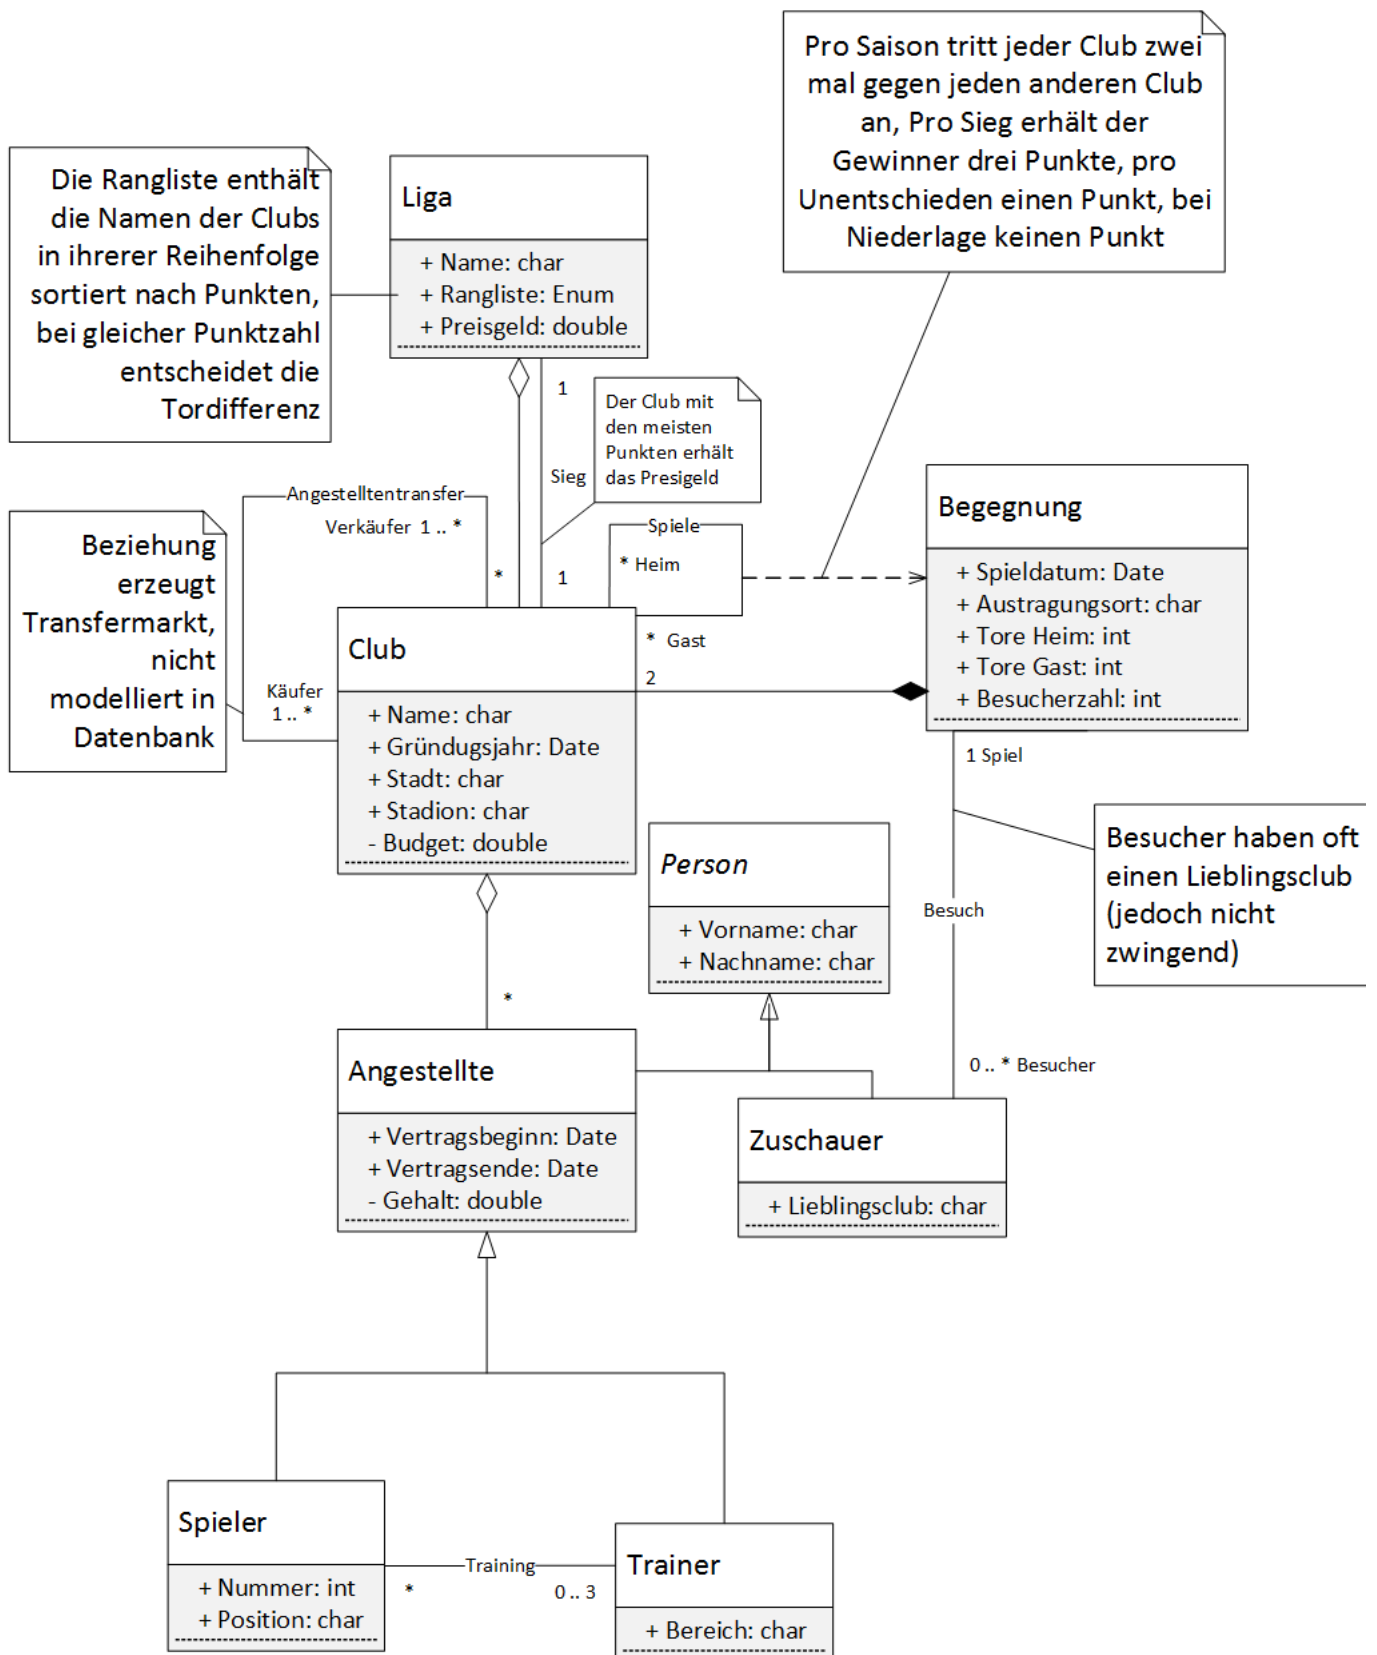 Pro Saison tritt jeder Club zwei
mal gegen jeden anderen Club
an, Pro Sieg erhält der
Gewinner drei Punkte, pro
Unentschieden einen Punkt, bei
Niederlage keinen Punkt
Die Rangliste enthält
die Namen der Clubs
in ihrerer Reihenfolge
sortiert nach Punkten,
bei gleicher Punktzahl
entscheidet die
Tordifferenz
Liga
+ Name: char
+ Rangliste: Enum
+ Preisgeld: double
1
Sieg
1
*
Der Club mit
den meisten
Punkten erhält
das Presigeld
Angestelltentransfer
Verkäufer 1 .. *
Käufer
1 .. *
Beziehung
erzeugt
Transfermarkt,
nicht
modelliert in
Datenbank
Spiele
* Heim
* Gast
2
Begegnung
+ Spieldatum: Date
+ Austragungsort: char
+ Tore Heim: int
+ Tore Gast: int
+ Besucherzahl: int
Club
+ Name: char
+ Gründugsjahr: Date
+ Stadt: char
+ Stadion: char
- Budget: double
1 Spiel
Besuch
0 .. * Besucher
Besucher haben oft
einen Lieblingsclub
(jedoch nicht
zwingend)
Person
+ Vorname: char
+ Nachname: char
*
Angestellte
+ Vertragsbeginn: Date
+ Vertragsende: Date
- Gehalt: double
Zuschauer
+ Lieblingsclub: char
Spieler
+ Nummer: int
+ Position: char
Training
*
0 .. 3
Trainer
+ Bereich: char